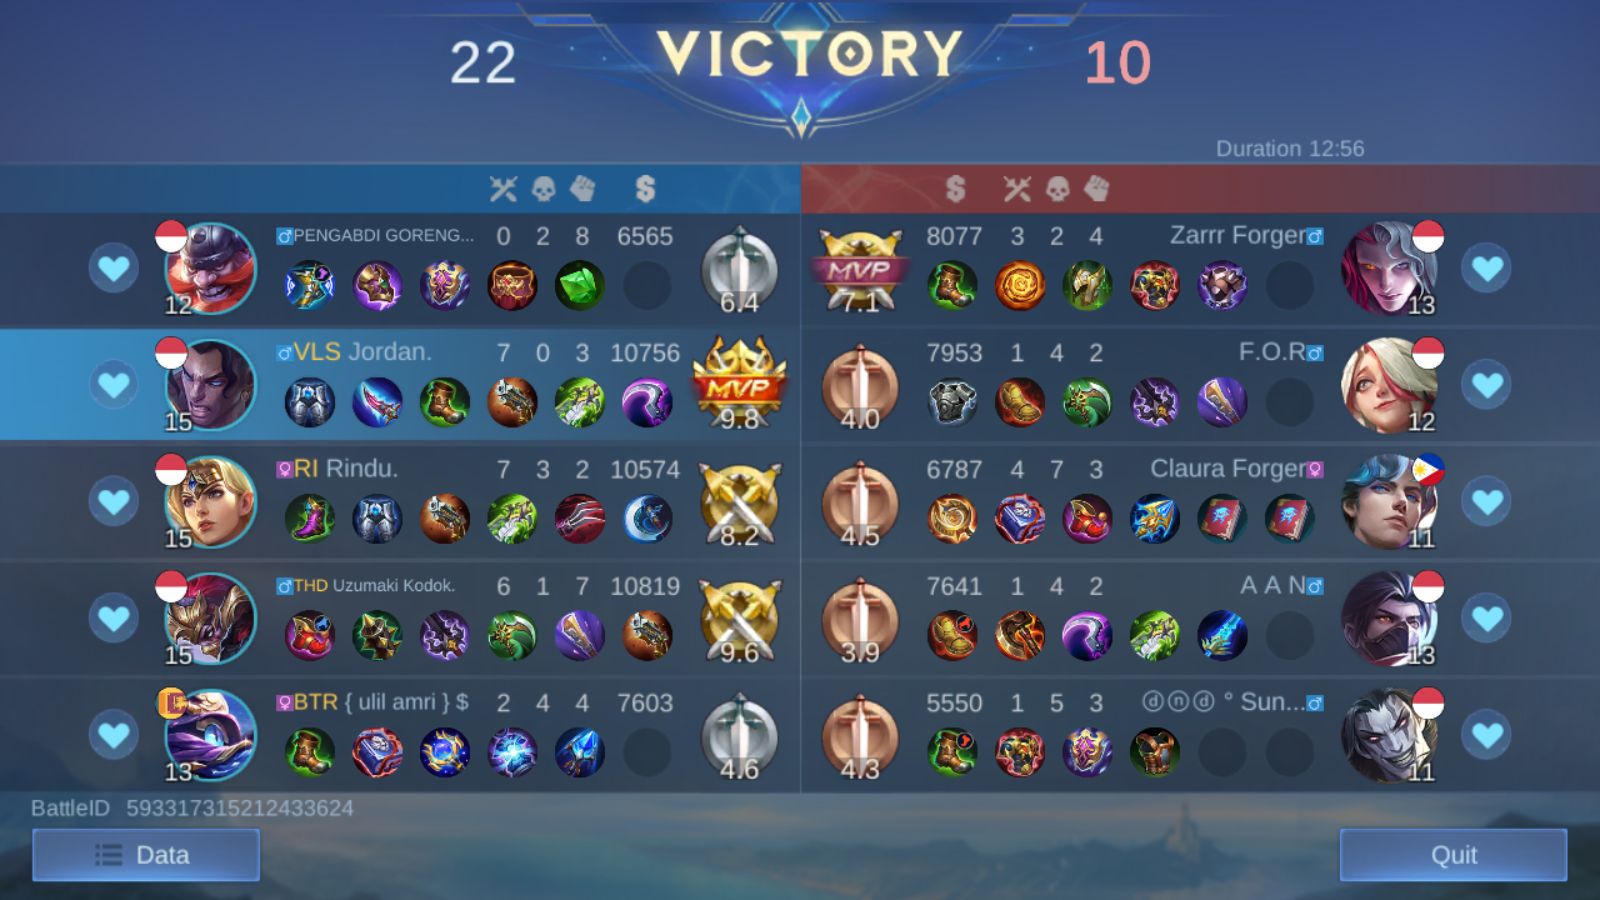 22 VICTORY 10
Duration 12:56
PENGABDI GORENG... 0 2 8 6565
12 6.4
MVP 7.1 8077 3 2 4 Zarrr Forger 13
VLS Jordan. 7 0 3 10756
15 MVP 9.8
4.0 7953 1 4 2 F.O.R 12
RI Rindu. 7 3 2 10574
15 8.2
4.5 6787 4 7 3 Claura Forger 11
THD Uzumaki Kodok. 6 1 7 10819
15 9.6
3.9 7641 1 4 2 A A N 13
BTR { ulil amri } $ 2 4 4 7603
13 4.6
4.3 5550 1 5 3 ⓓⓝⓓ ° Sun... 11
BattleID 593317315212433624
Data
Quit